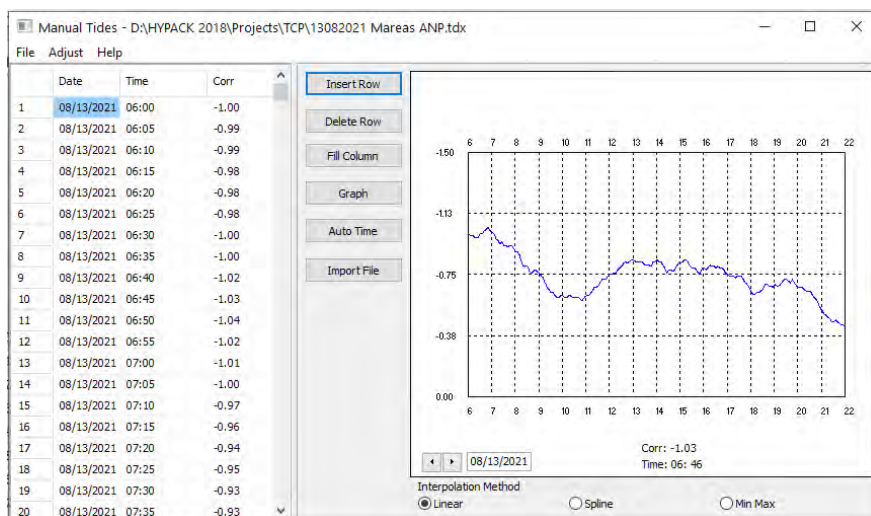 Manual Tides - D:\HYPACK 2018\Projects\TCP\13082021 Mareas ANP.tdx
File Adjust Help
Date Time Corr
1 08/13/2021 06:00 -1.00
2 08/13/2021 06:05 -0.99
3 08/13/2021 06:10 -0.99
4 08/13/2021 06:15 -0.98
5 08/13/2021 06:20 -0.98
6 08/13/2021 06:25 -0.98
7 08/13/2021 06:30 -1.00
8 08/13/2021 06:35 -1.00
9 08/13/2021 06:40 -1.02
10 08/13/2021 06:45 -1.03
11 08/13/2021 06:50 -1.04
12 08/13/2021 06:55 -1.02
13 08/13/2021 07:00 -1.01
14 08/13/2021 07:05 -1.00
15 08/13/2021 07:10 -0.97
16 08/13/2021 07:15 -0.96
17 08/13/2021 07:20 -0.94
18 08/13/2021 07:25 -0.95
19 08/13/2021 07:30 -0.93
20 08/13/2021 07:35 -0.93
Insert Row
Delete Row
Fill Column
Graph
Auto Time
Import File
6 7 8 9 10 11 12 13 14 15 16 17 18 19 20 21 22
-1.50
-1.13
-0.75
-0.38
0.00
6 7 8 9 10 11 12 13 14 15 16 17 18 19 20 21 22
08/13/2021
Corr: -1.03
Time: 06: 46
Interpolation Method
Linear Spline Min Max